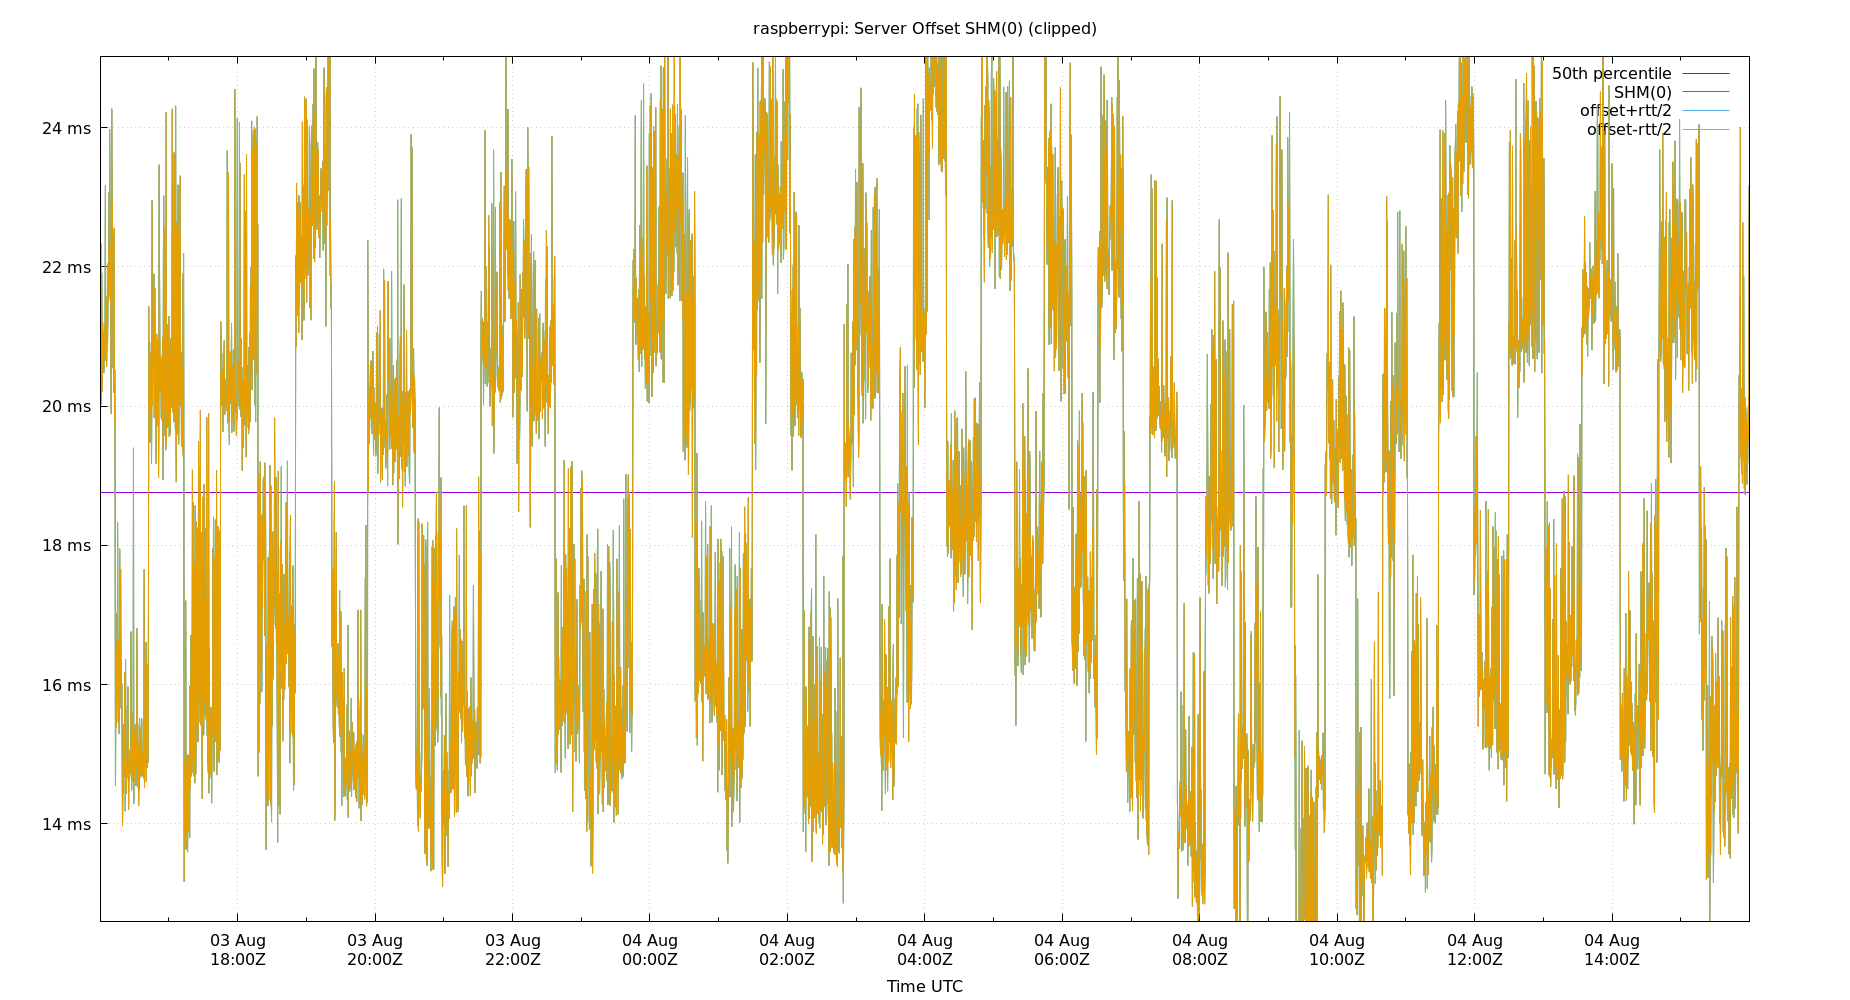 raspberrypi: Server Offset SHM(0) (clipped)
50th percentile
SHM(0)
offset+rtt/2
offset-rtt/2
24 ms
22 ms
20 ms
18 ms
16 ms
14 ms
03 Aug 03 Aug 03 Aug 04 Aug 04 Aug 04 Aug 04 Aug 04 Aug 04 Aug 04 Aug 04 Aug
18:00Z 20:00Z 22:00Z 00:00Z 02:00Z 04:00Z 06:00Z 08:00Z 10:00Z 12:00Z 14:00Z
Time UTC